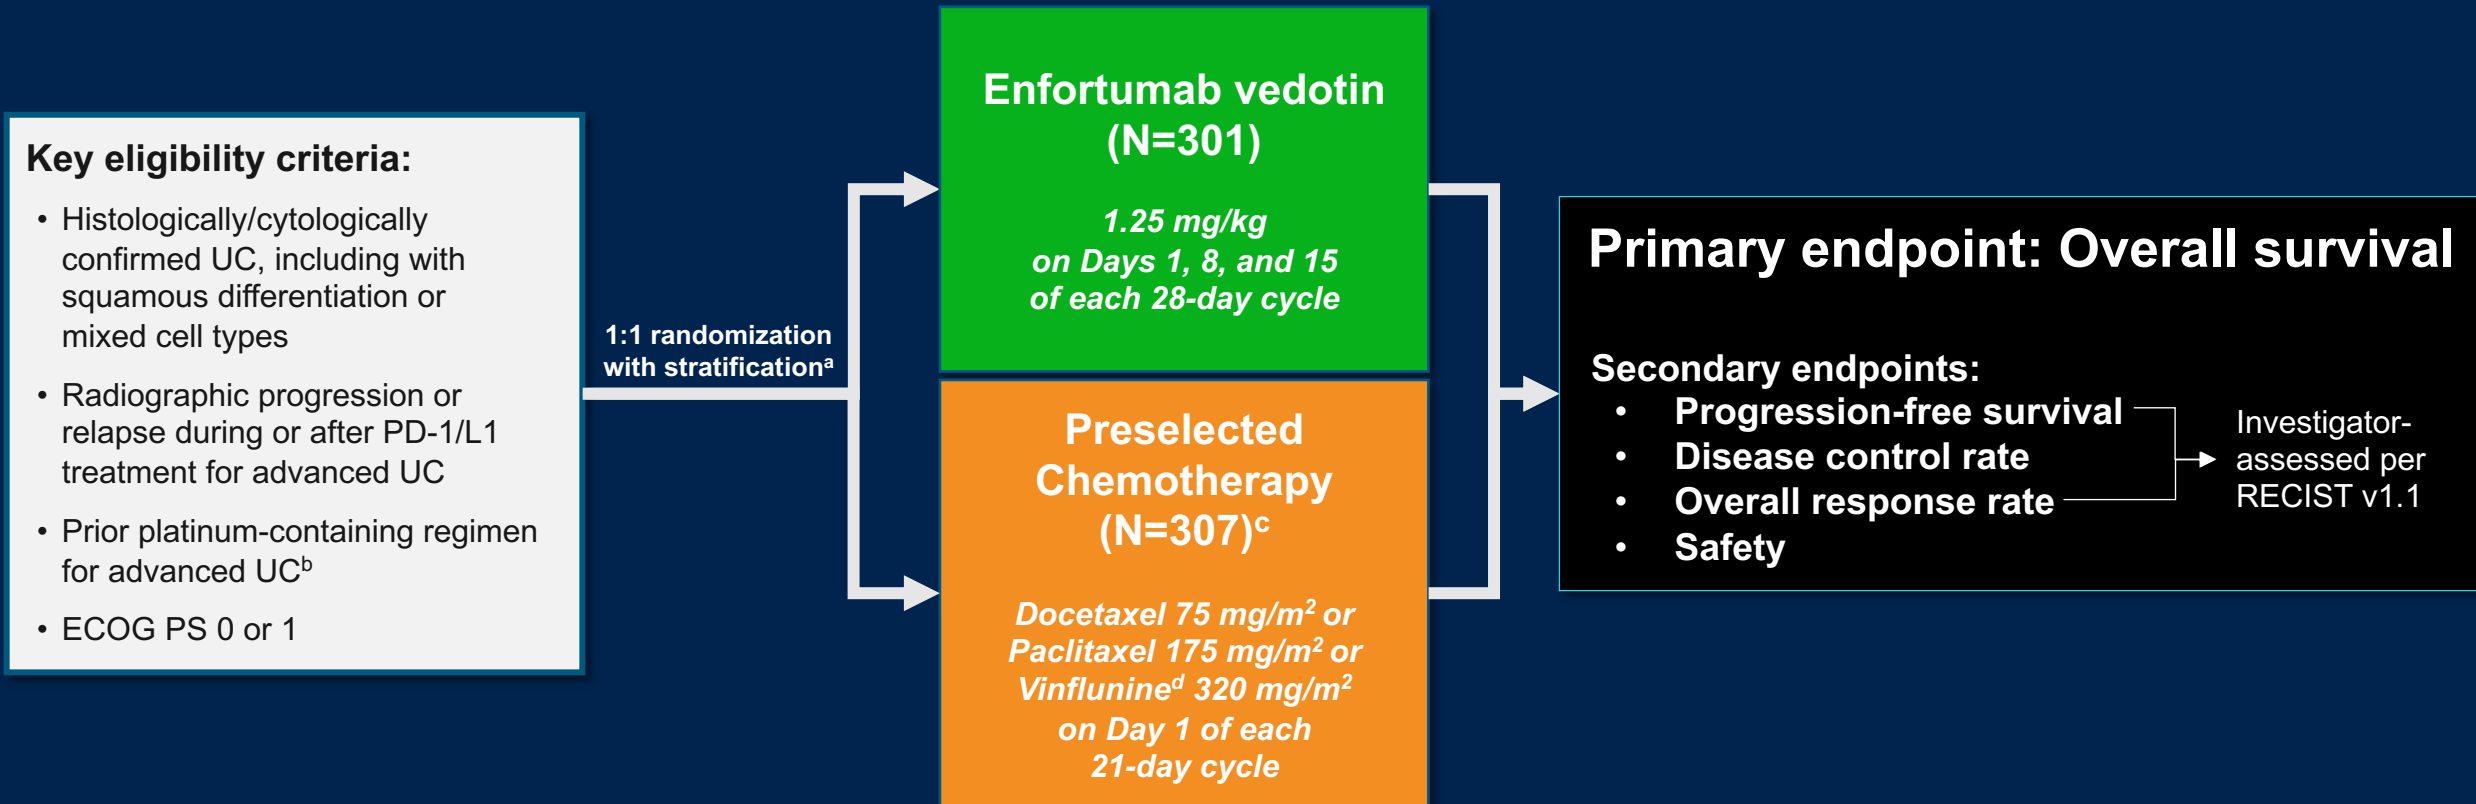 Key eligibility criteria:
• Histologically/cytologically
confirmed UC, including with
squamous differentiation or
mixed cell types
• Radiographic progression or
relapse during or after PD-1/L1
treatment for advanced UC
• Prior platinum-containing regimen
for advanced UCᵇ
• ECOG PS 0 or 1
1:1 randomization
with stratificationᵃ
Enfortumab vedotin
(N=301)
1.25 mg/kg
on Days 1, 8, and 15
of each 28-day cycle
Preselected
Chemotherapy
(N=307)ᶜ
Docetaxel 75 mg/m² or
Paclitaxel 175 mg/m² or
Vinflunineᵈ 320 mg/m²
on Day 1 of each
21-day cycle
Primary endpoint: Overall survival
Secondary endpoints:
• Progression-free survival
• Disease control rate
• Overall response rate
• Safety
Investigator-
assessed per
RECIST v1.1